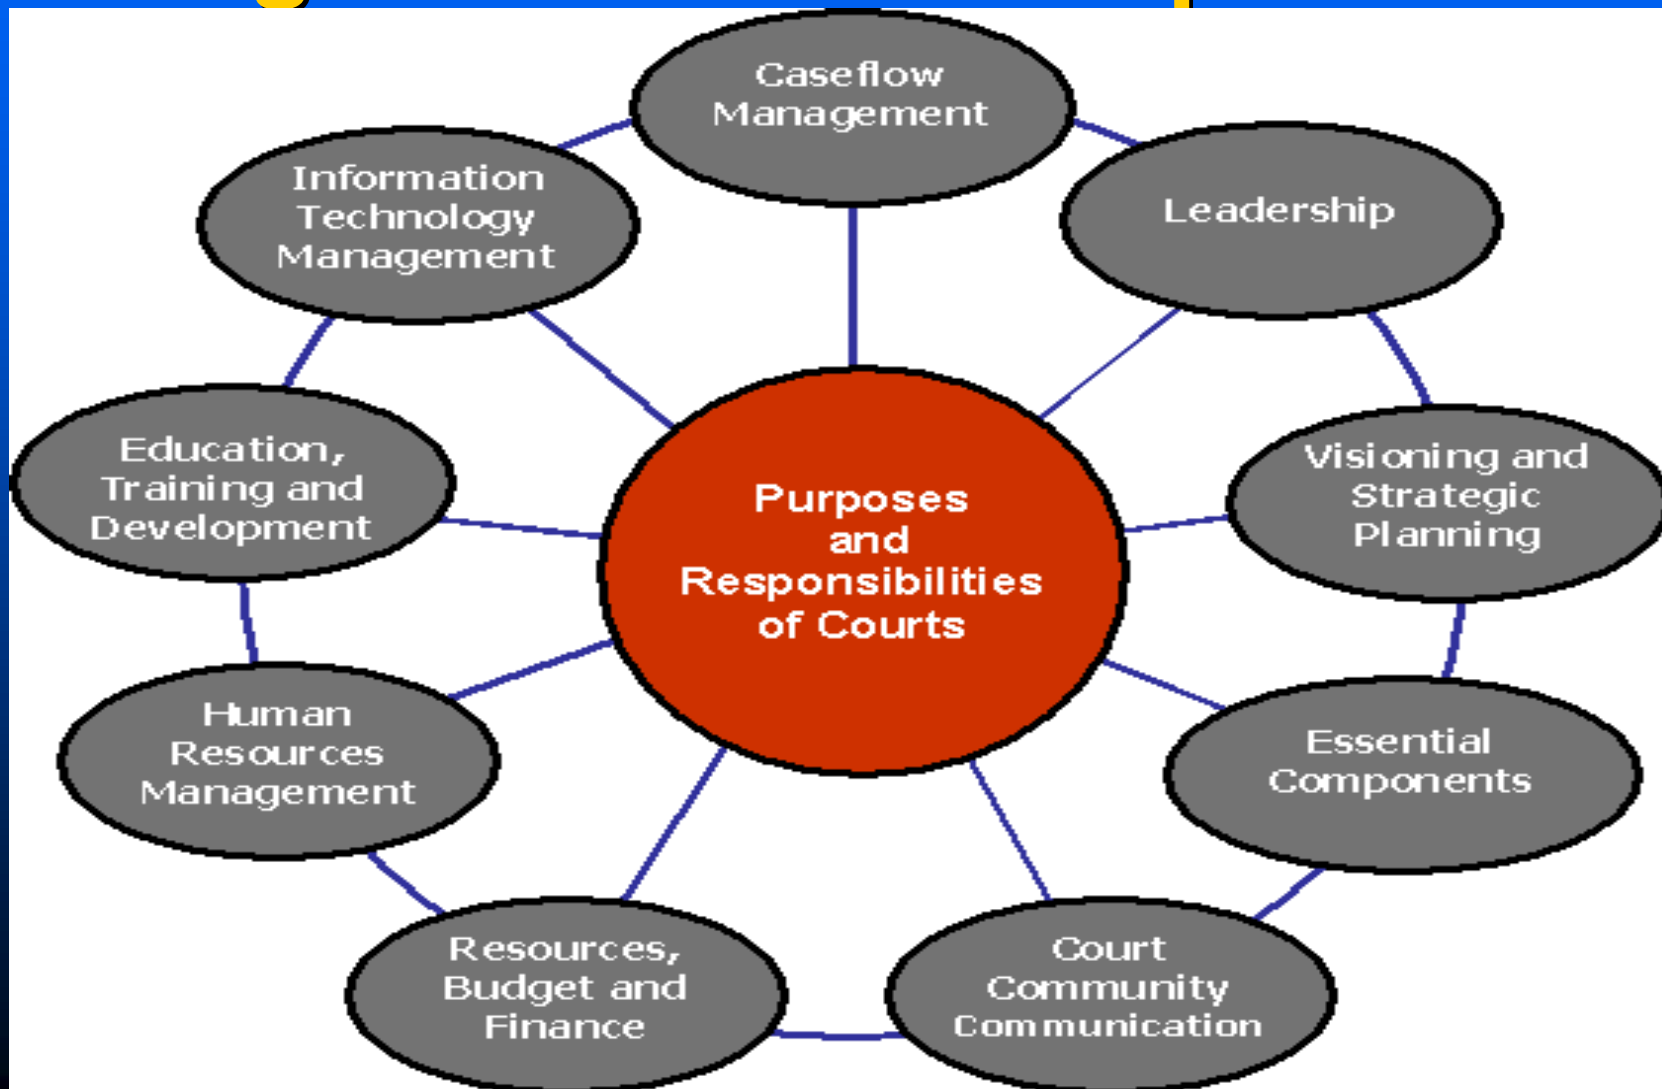 Caseflow
Management
Leadership
Visioning and
Strategic
Planning
Essential
Components
Court
Community
Communication
Resources,
Budget and
Finance
Human
Resources
Management
Education,
Training and
Development
Information
Technology
Management
Purposes
and
Responsibilities
of Courts